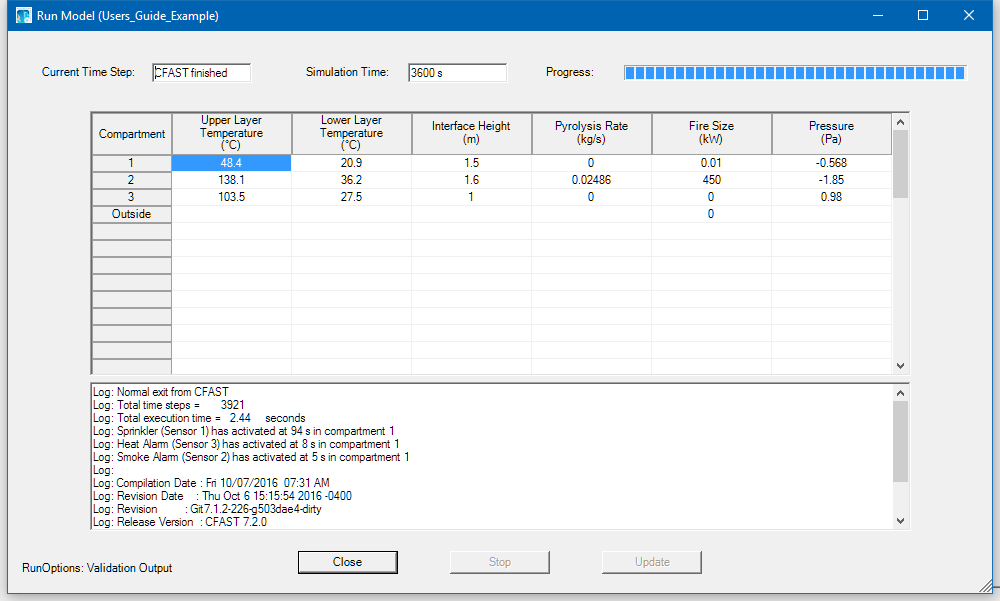 Run Model (Users_Guide_Example)
Current Time Step: CFAST finished Simulation Time: 3600 s Progress:
Compartment Upper Layer Temperature (°C) Lower Layer Temperature (°C) Interface Height (m) Pyrolysis Rate (kg/s) Fire Size (kW) Pressure (Pa)
1 48.4 20.9 1.5 0 0.01 -0.568
2 138.1 36.2 1.6 0.02486 450 -1.85
3 103.5 27.5 1 0 0 0.98
Outside 0
Log: Normal exit from CFAST
Log: Total time steps = 3921
Log: Total execution time = 2.44 seconds
Log: Sprinkler (Sensor 1) has activated at 94 s in compartment 1
Log: Heat Alarm (Sensor 3) has activated at 8 s in compartment 1
Log: Smoke Alarm (Sensor 2) has activated at 5 s in compartment 1
Log:
Log: Compilation Date : Fri 10/07/2016 07:31 AM
Log: Revision Date : Thu Oct 6 15:15:54 2016 -0400
Log: Revision : Git7.1.2-226-g503dae4-dirty
Log: Release Version : CFAST 7.2.0
RunOptions: Validation Output Close Stop Update